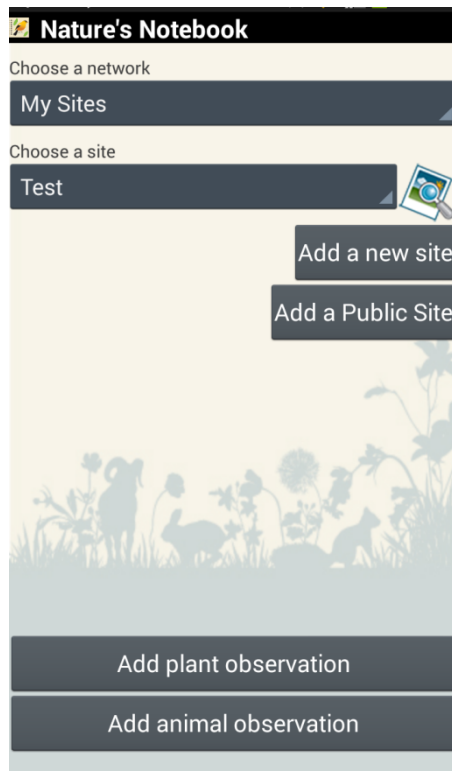 Nature's Notebook
Choose a network
My Sites
Choose a site
Test
Add a new site
Add a Public Site
Add plant observation
Add animal observation